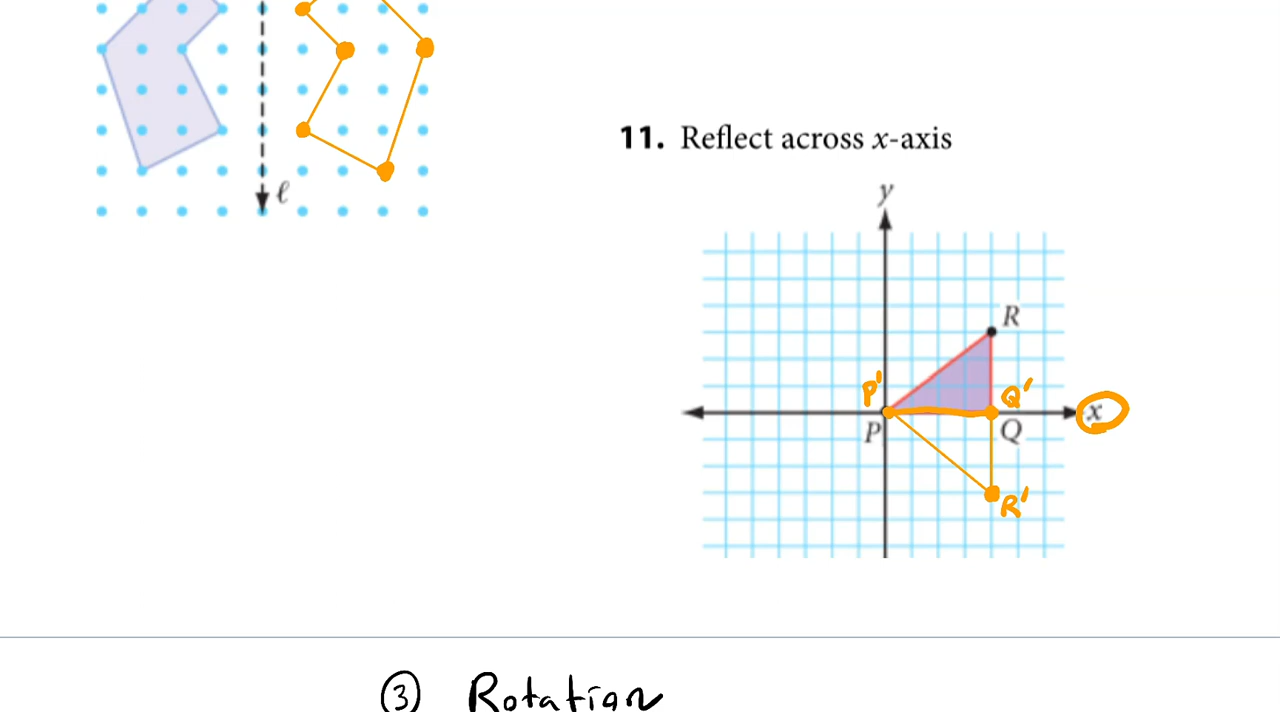 ℓ
11. Reflect across x-axis
y
R
P' Q' x
P Q
R'
③ Rotation